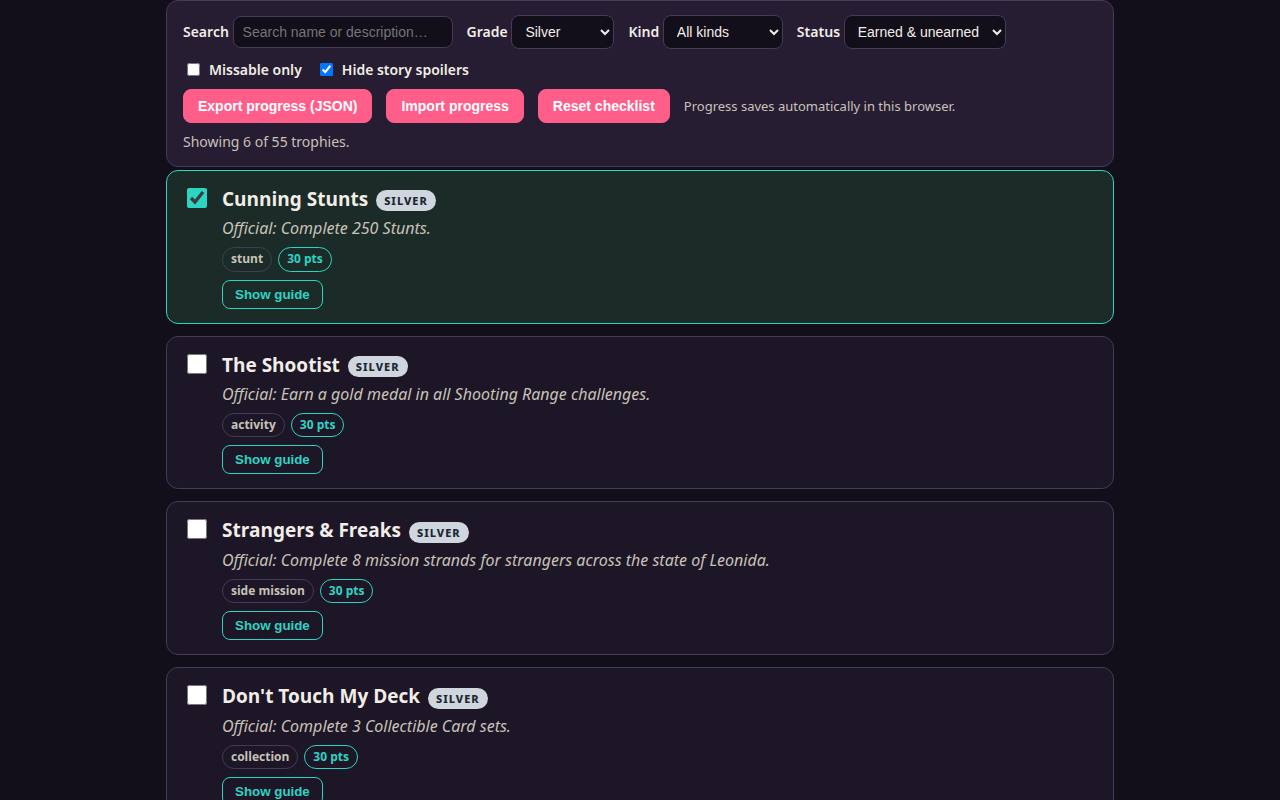 Search Search name or description… Grade Silver Kind All kinds Status Earned & unearned
Missable only Hide story spoilers
Export progress (JSON) Import progress Reset checklist Progress saves automatically in this browser.
Showing 6 of 55 trophies.
Cunning Stunts SILVER
Official: Complete 250 Stunts.
stunt 30 pts
Show guide
The Shootist SILVER
Official: Earn a gold medal in all Shooting Range challenges.
activity 30 pts
Show guide
Strangers & Freaks SILVER
Official: Complete 8 mission strands for strangers across the state of Leonida.
side mission 30 pts
Show guide
Don't Touch My Deck SILVER
Official: Complete 3 Collectible Card sets.
collection 30 pts
Show guide